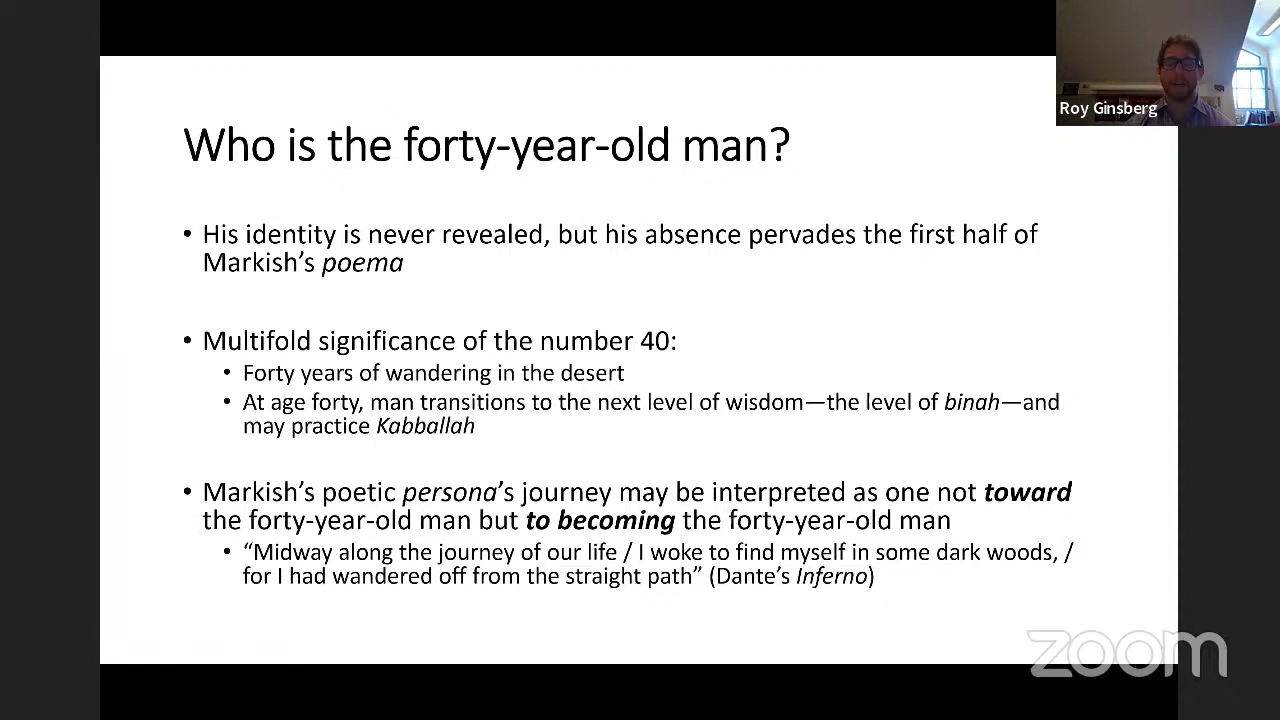 Roy Ginsberg
Who is the forty-year-old man?
• His identity is never revealed, but his absence pervades the first half of
Markish’s poema
• Multifold significance of the number 40:
• Forty years of wandering in the desert
• At age forty, man transitions to the next level of wisdom—the level of binah—and
may practice Kabballah
• Markish’s poetic persona’s journey may be interpreted as one not toward
the forty-year-old man but to becoming the forty-year-old man
• “Midway along the journey of our life / I woke to find myself in some dark woods, /
for I had wandered off from the straight path” (Dante’s Inferno)
zoom